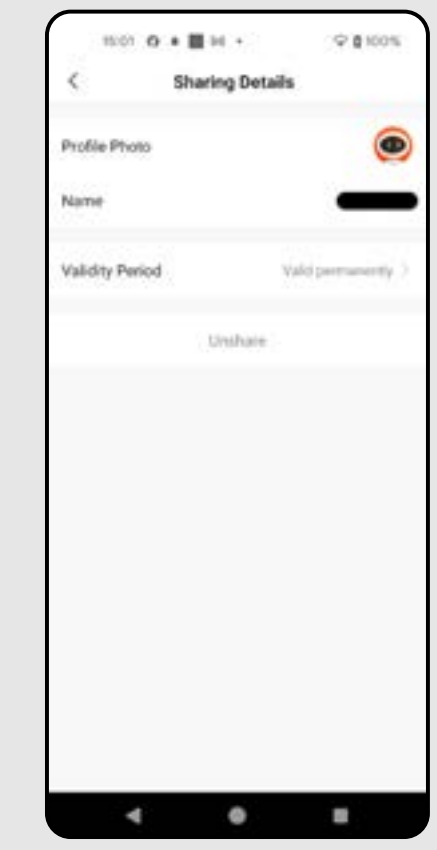 15:01 100%
Sharing Details
Profile Photo
Name
Validity Period Valid permanently
Unshare